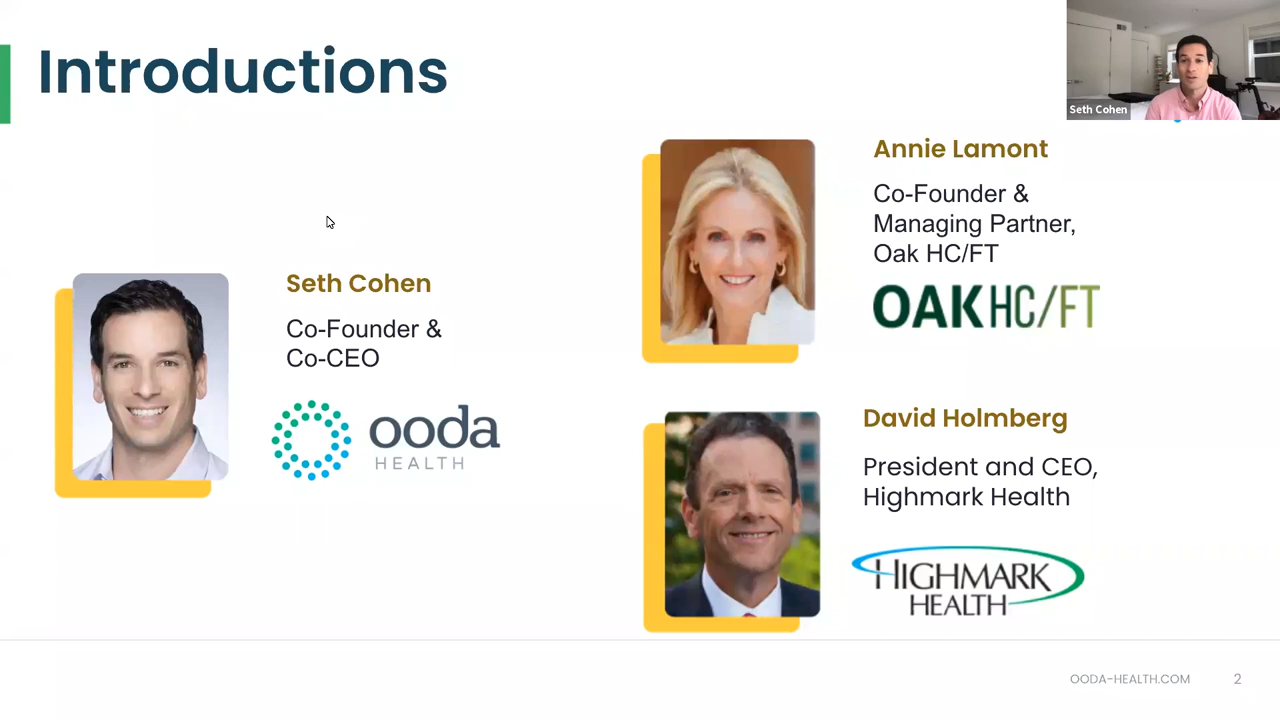 Introductions
Seth Cohen
Seth Cohen
Co-Founder &
Co-CEO
ooda
HEALTH
Annie Lamont
Co-Founder &
Managing Partner,
Oak HC/FT
OAK HC/FT
David Holmberg
President and CEO,
Highmark Health
HIGHMARK
HEALTH
OODA-HEALTH.COM
2